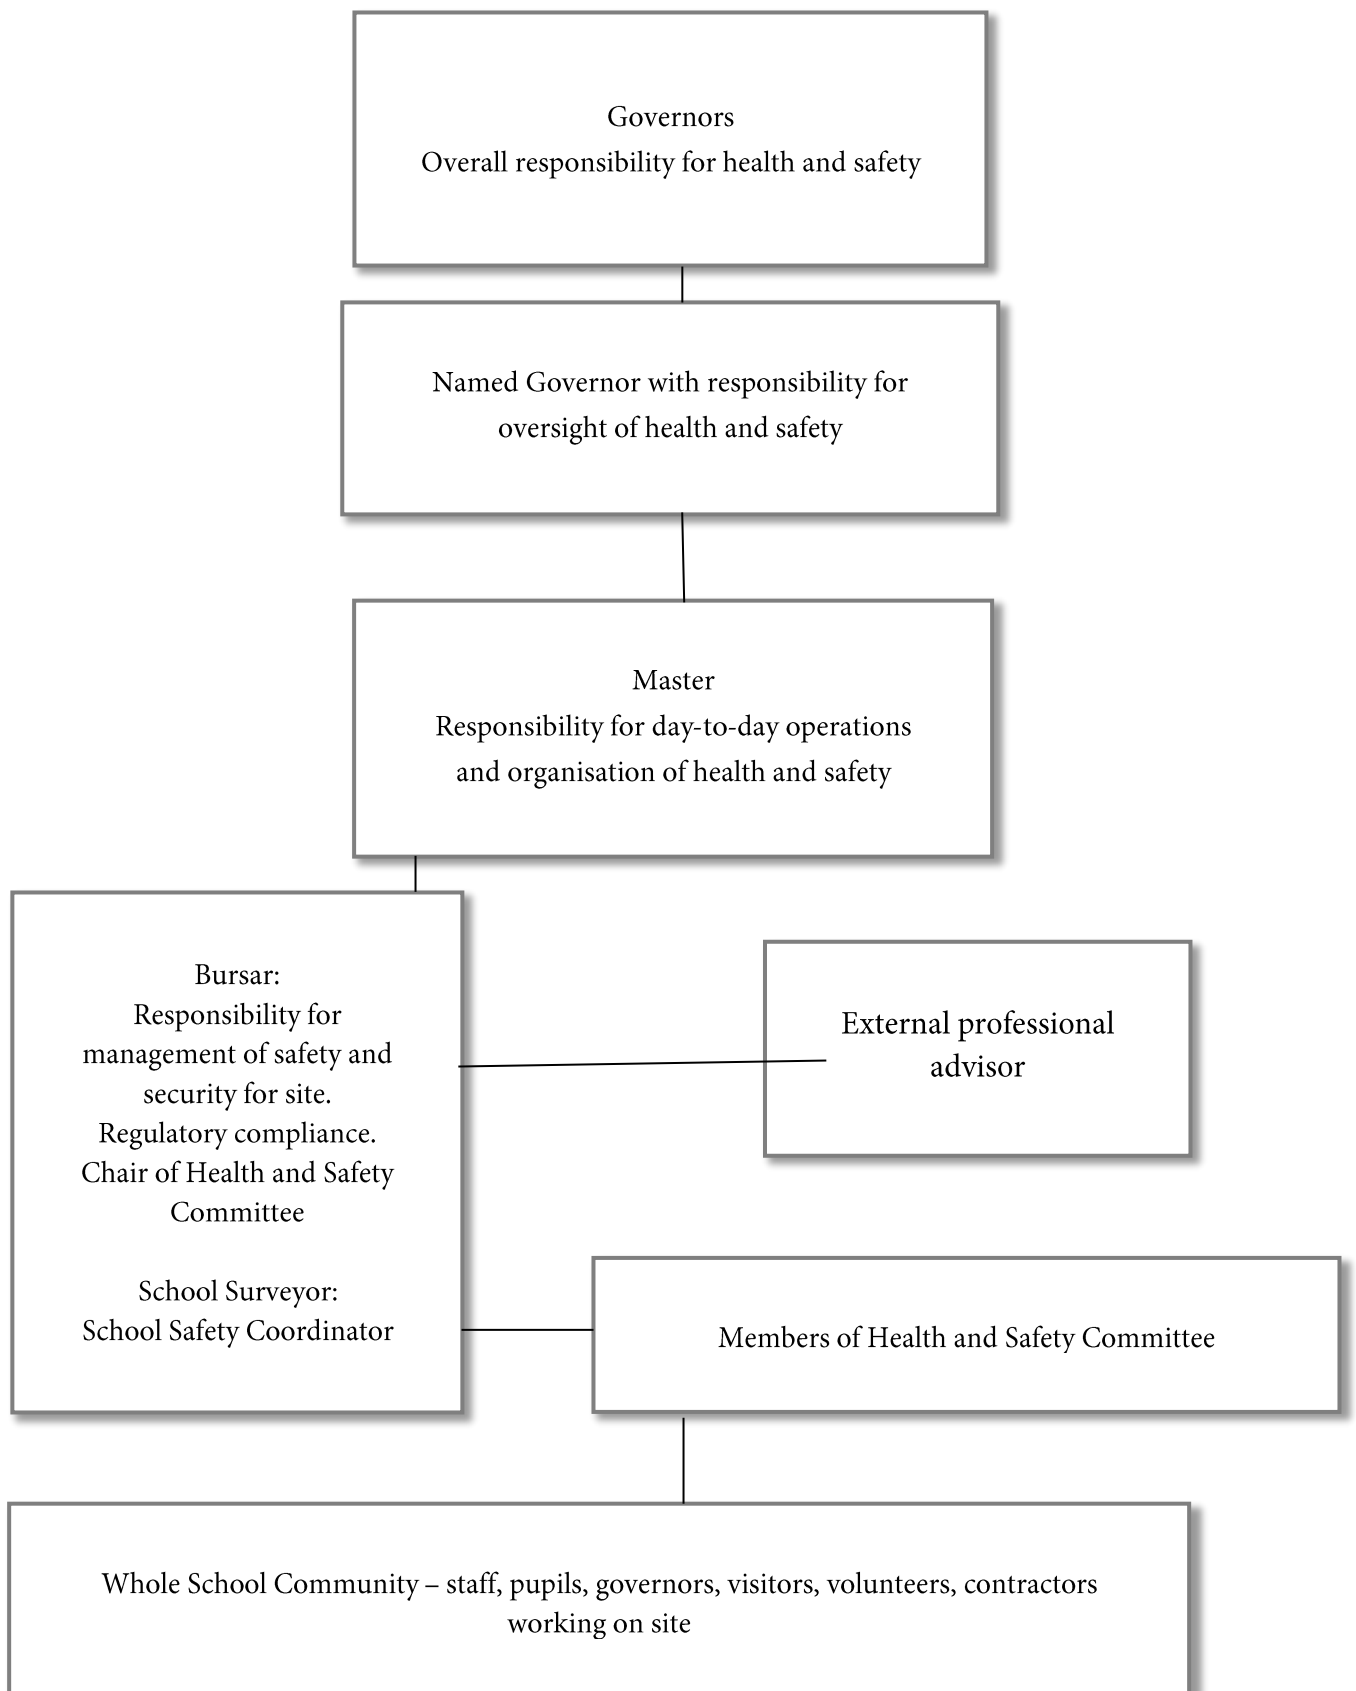 Governors
Overall responsibility for health and safety
Named Governor with responsibility for
oversight of health and safety
Master
Responsibility for day-to-day operations
and organisation of health and safety
Bursar:
Responsibility for
management of safety and
security for site.
Regulatory compliance.
Chair of Health and Safety
Committee
School Surveyor:
School Safety Coordinator
External professional
advisor
Members of Health and Safety Committee
Whole School Community – staff, pupils, governors, visitors, volunteers, contractors
working on site